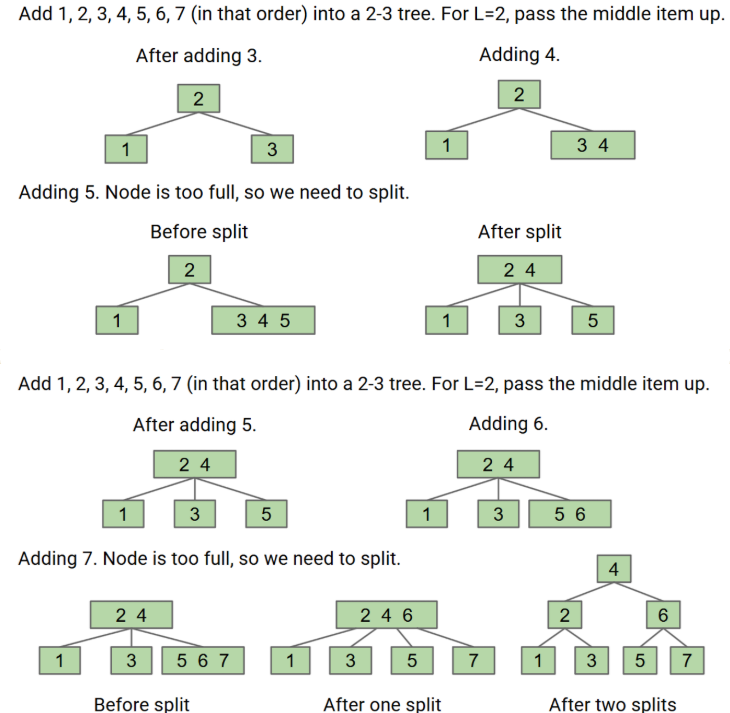 Add 1, 2, 3, 4, 5, 6, 7 (in that order) into a 2-3 tree. For L=2, pass the middle item up.
After adding 3. Adding 4.
2 2
1 3 1 3 4
Adding 5. Node is too full, so we need to split.
Before split After split
2 2 4
1 3 4 5 1 3 5
Add 1, 2, 3, 4, 5, 6, 7 (in that order) into a 2-3 tree. For L=2, pass the middle item up.
After adding 5. Adding 6.
2 4 2 4
1 3 5 1 3 5 6
Adding 7. Node is too full, so we need to split.
4
2 4 2 4 6 2 6
1 3 5 6 7 1 3 5 7 1 3 5 7
Before split After one split After two splits